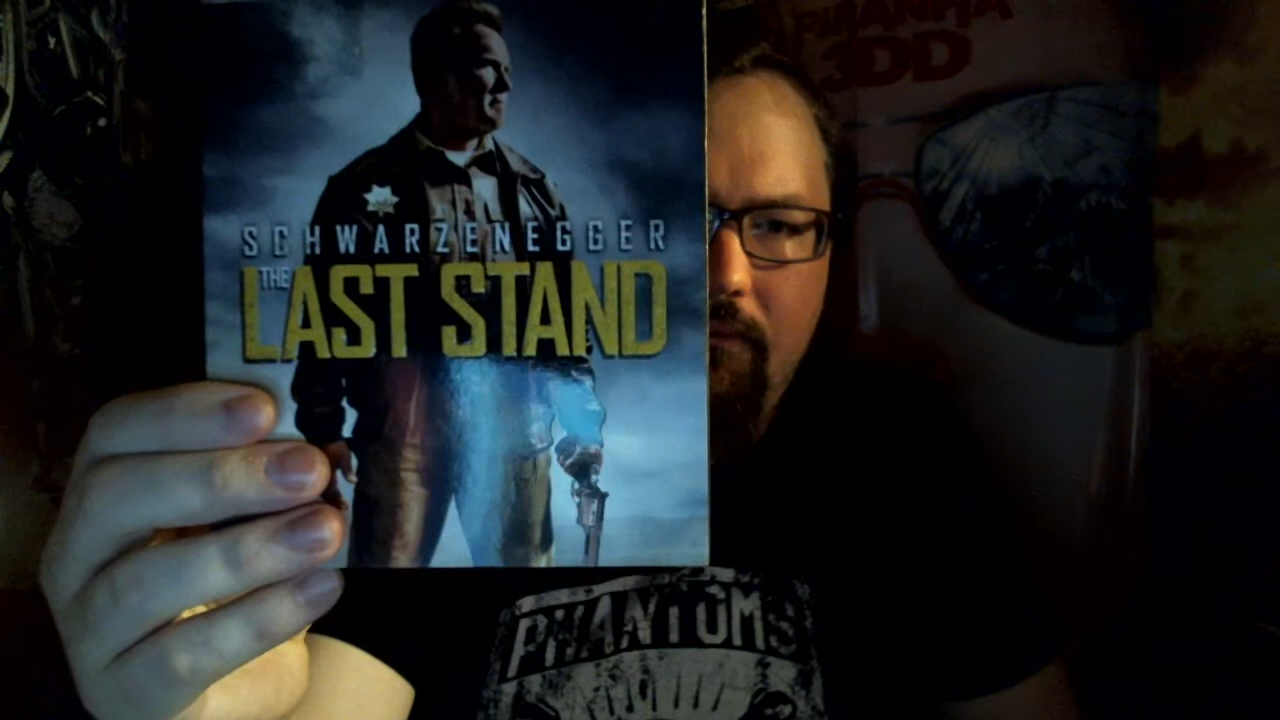 PIRANHA
3DD
SCHWARZENEGGER
THE
LAST STAND
PHANTOMS